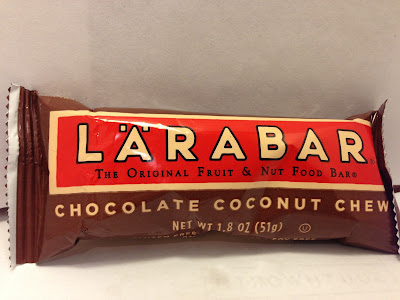 LÄRABAR®
THE ORIGINAL FRUIT & NUT FOOD BAR®
CHOCOLATE COCONUT CHEW
NET WT 1.8 OZ (51g)